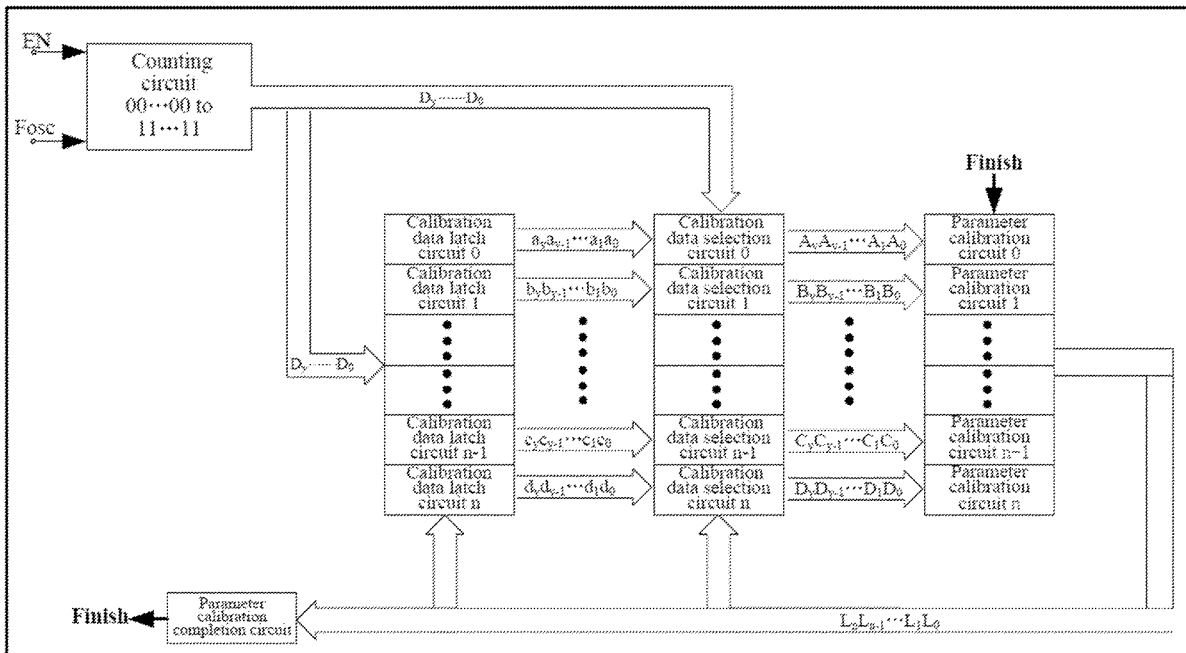 EN
Fosc
Counting
circuit
00···00 to
11···11
Dy ······ D0
Dy ······ D0
Finish
Calibration
data latch
circuit 0
ayay-1···a1a0
Calibration
data selection
circuit 0
AyAy-1···A1A0
Parameter
calibration
circuit 0
Calibration
data latch
circuit 1
byby-1···b1b0
Calibration
data selection
circuit 1
ByBy-1···B1B0
Parameter
calibration
circuit 1
Calibration
data latch
circuit n-1
cycy-1···c1c0
Calibration
data selection
circuit n-1
CyCy-1···C1C0
Parameter
calibration
circuit n-1
Calibration
data latch
circuit n
dydy-1···d1d0
Calibration
data selection
circuit n
DyDy-1···D1D0
Parameter
calibration
circuit n
Finish
Parameter
calibration
completion circuit
LnLn-1···L1L0